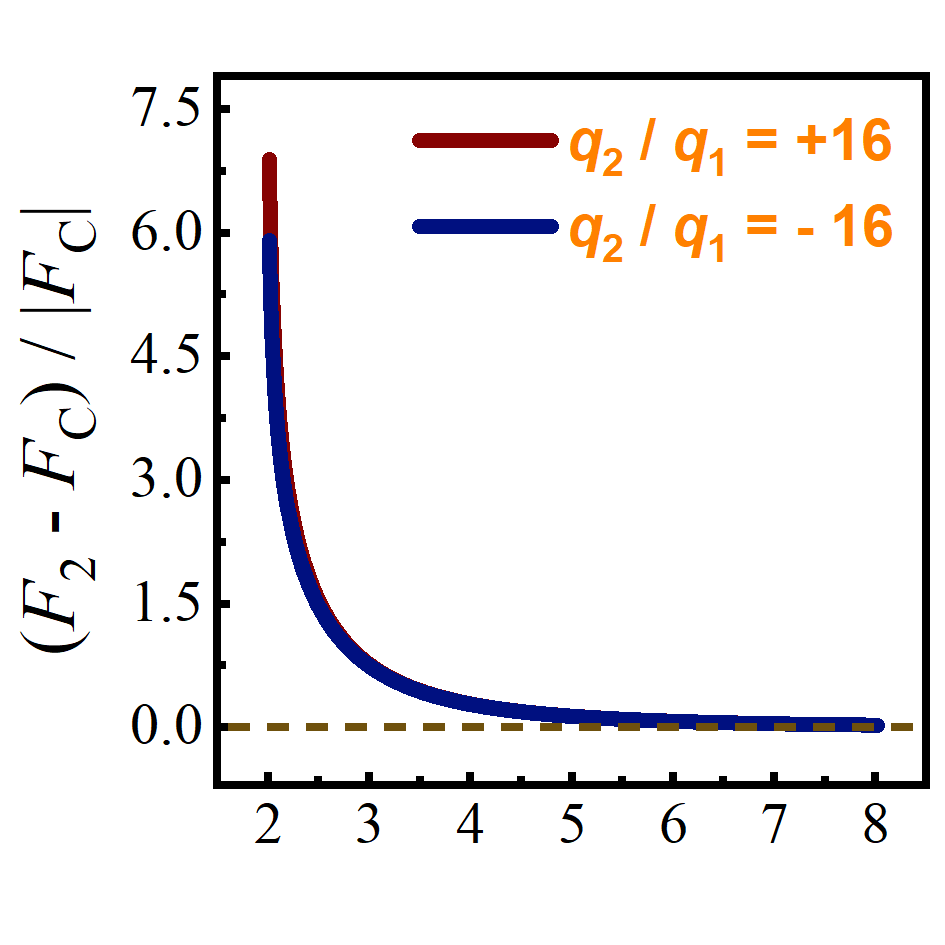 (F2 - FC) / |FC|
7.5
6.0
4.5
3.0
1.5
0.0
q2 / q1 = +16
q2 / q1 = - 16
2 3 4 5 6 7 8